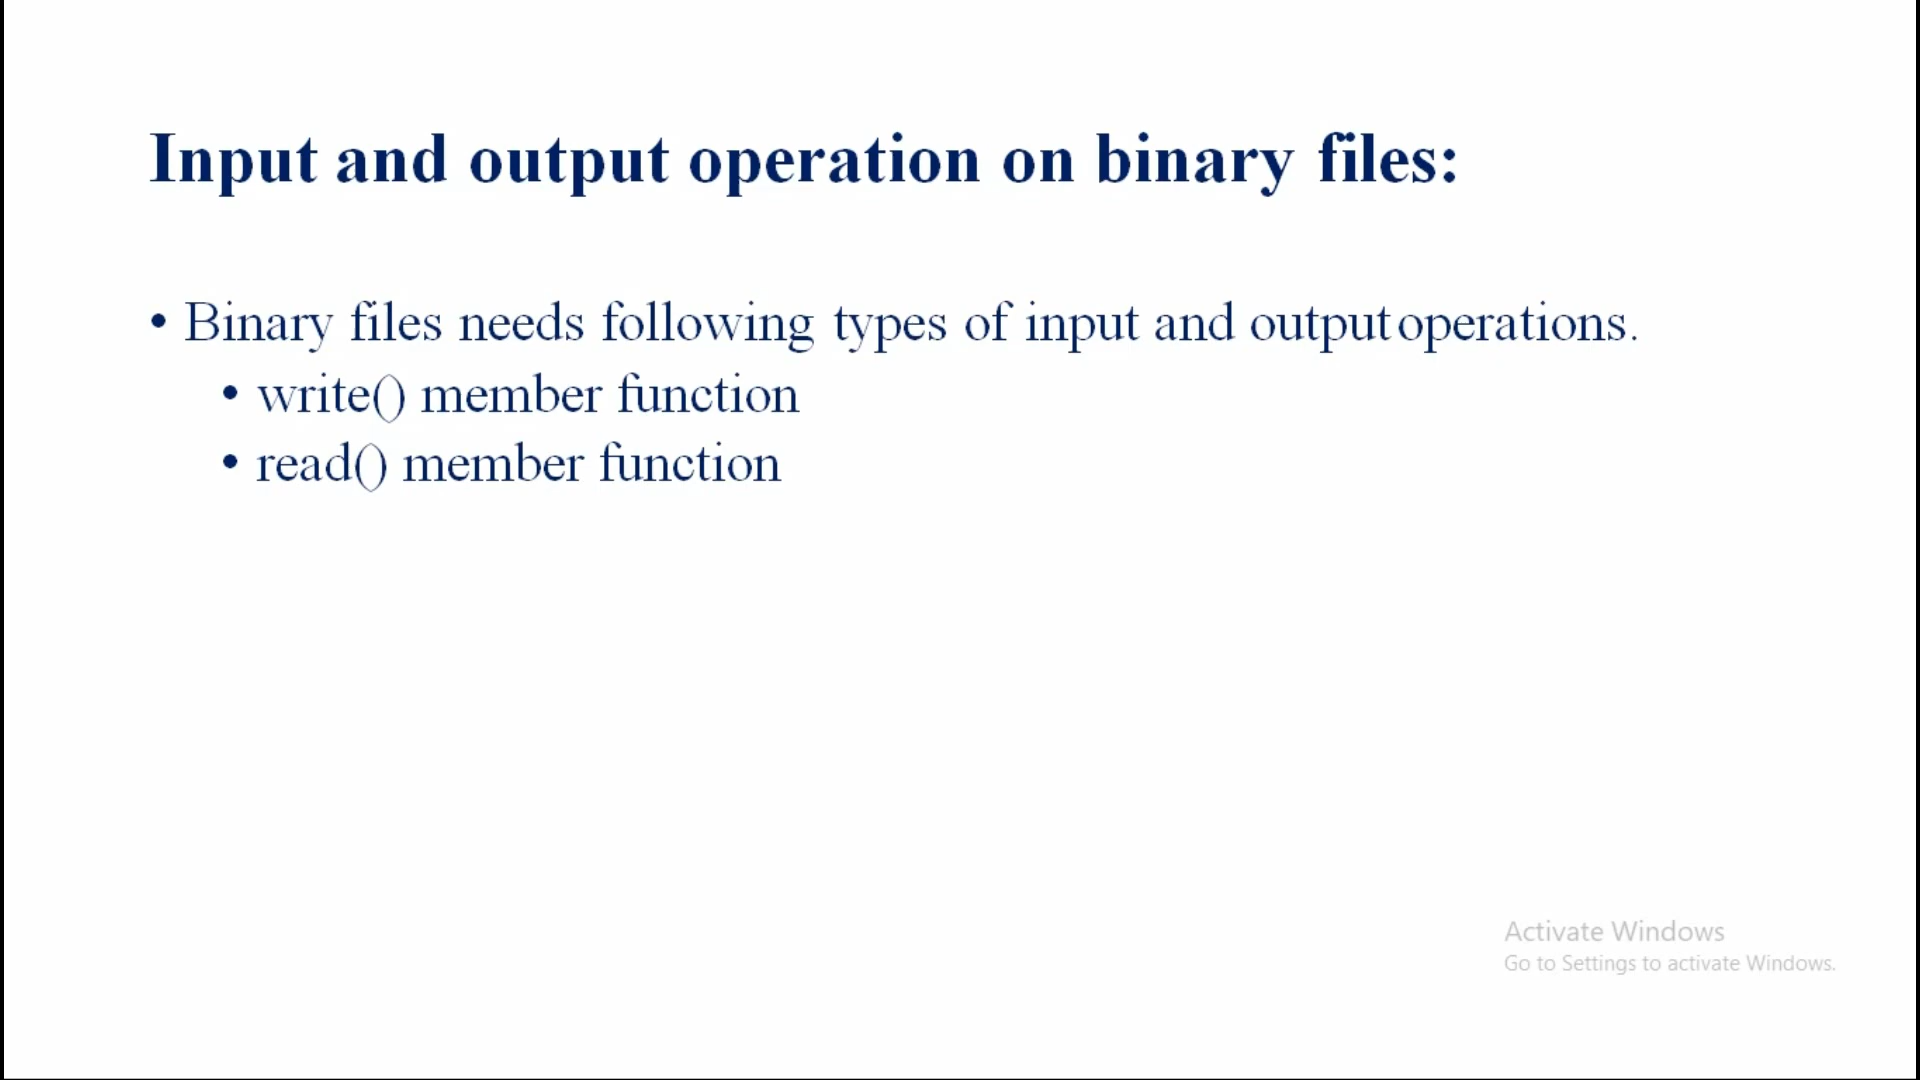 Input and output operation on binary files:
• Binary files needs following types of input and output operations.
• write() member function
• read() member function
Activate Windows
Go to Settings to activate Windows.